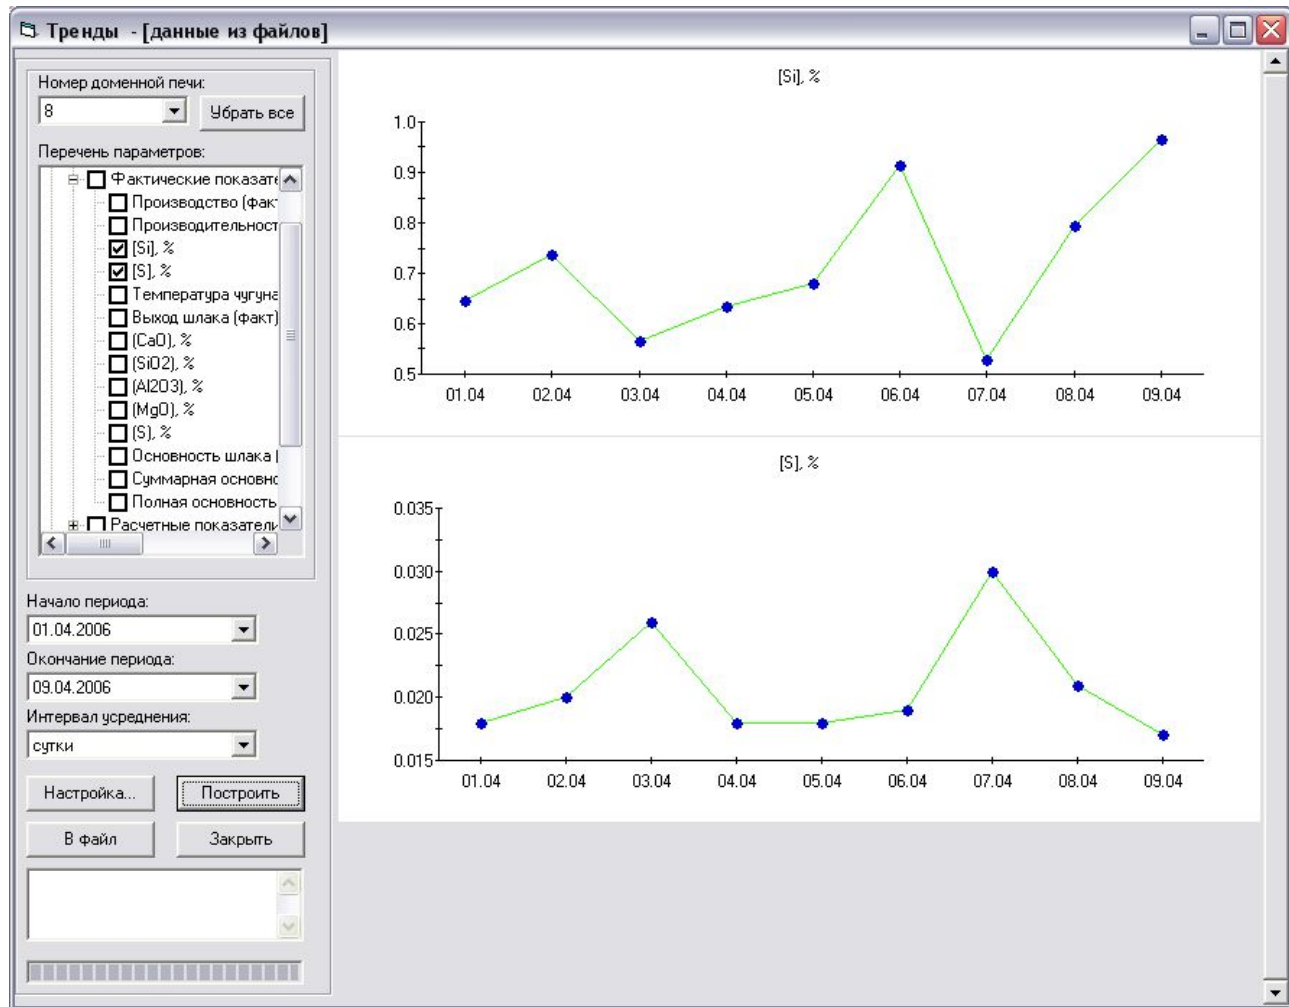 Тренды - [данные из файлов]
Номер доменной печи:
8
Убрать все
Перечень параметров:
Фактические показате
Производство (фак
Производительност
[Si], %
[S], %
Температура чугуна
Выход шлака (факт)
(CaO), %
(SiO2), %
(Al2O3), %
(MgO), %
(S), %
Основность шлака (
Суммарная основно
Полная основность
Расчетные показатели
Начало периода:
01.04.2006
Окончание периода:
09.04.2006
Интервал усреднения:
сутки
Настройка...
Построить
В файл
Закрыть
[Si], %
1.0
0.9
0.8
0.7
0.6
0.5
01.04 02.04 03.04 04.04 05.04 06.04 07.04 08.04 09.04
[S], %
0.035
0.030
0.025
0.020
0.015
01.04 02.04 03.04 04.04 05.04 06.04 07.04 08.04 09.04